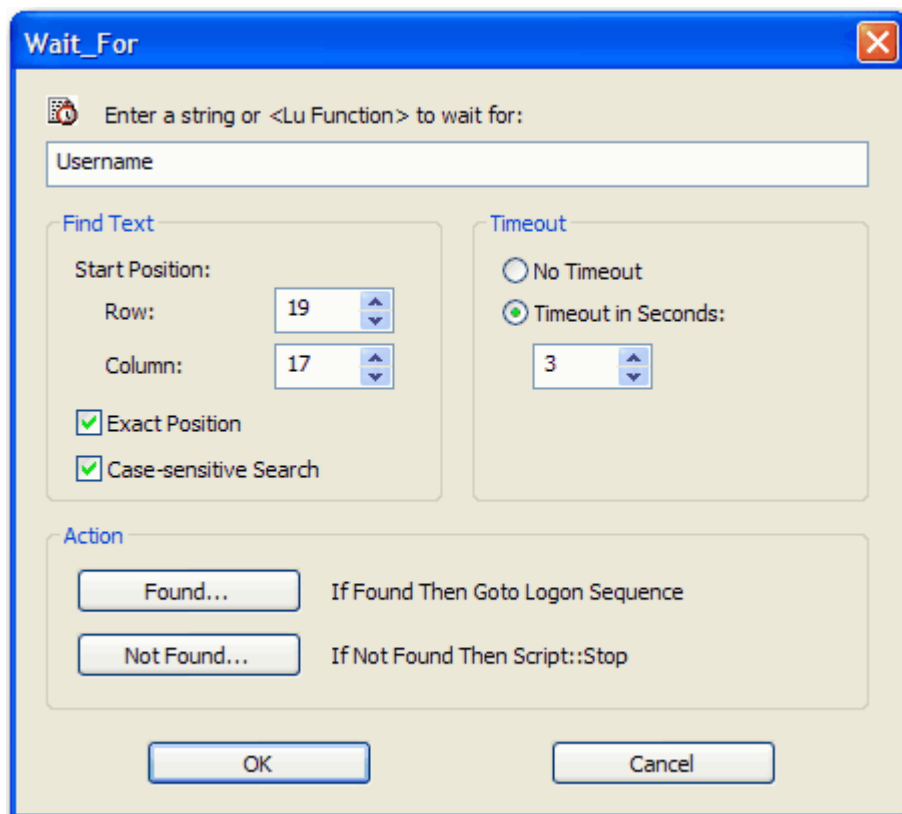 Wait_For
Enter a string or <Lu Function> to wait for:
Username
Find Text
Start Position:
Row: 19
Column: 17
Exact Position
Case-sensitive Search
Timeout
No Timeout
Timeout in Seconds:
3
Action
Found... If Found Then Goto Logon Sequence
Not Found... If Not Found Then Script::Stop
OK Cancel